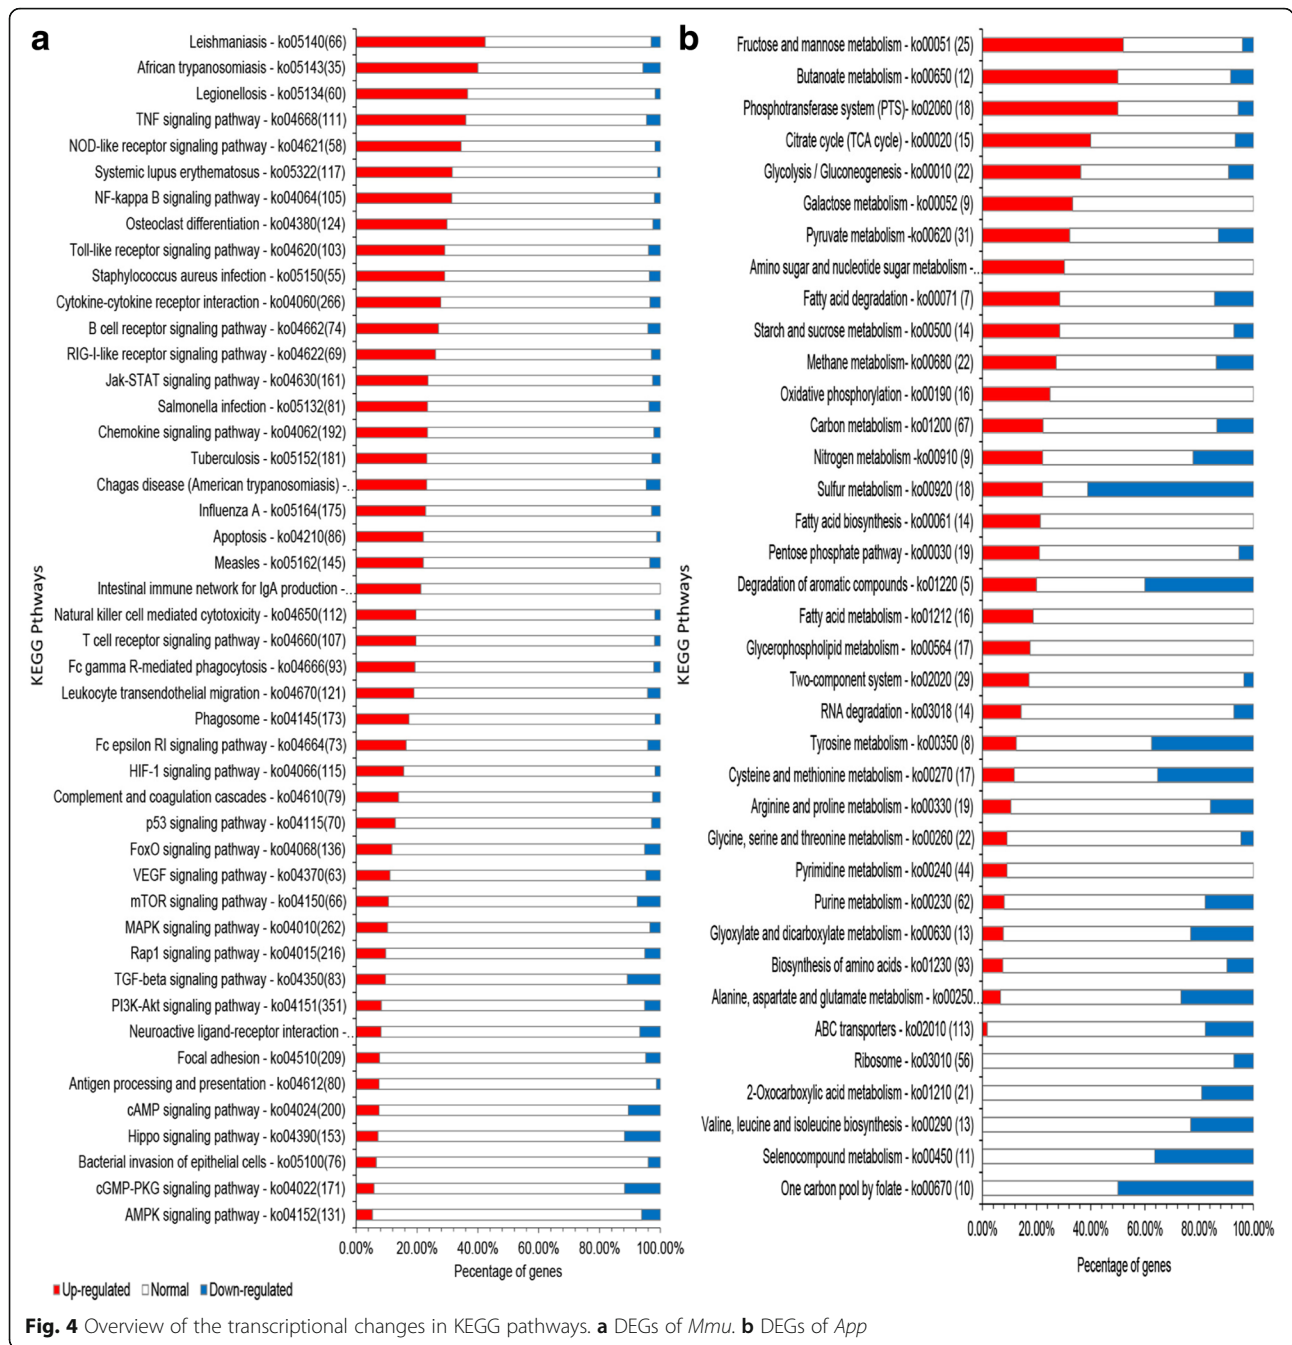 a
Leishmaniasis - ko05140(66)
African trypanosomiasis - ko05143(35)
Legionellosis - ko05134(60)
TNF signaling pathway - ko04668(111)
NOD-like receptor signaling pathway - ko04621(58)
Systemic lupus erythematosus - ko05322(117)
NF-kappa B signaling pathway - ko04064(105)
Osteoclast differentiation - ko04380(124)
Toll-like receptor signaling pathway - ko04620(103)
Staphylococcus aureus infection - ko05150(55)
Cytokine-cytokine receptor interaction - ko04060(266)
B cell receptor signaling pathway - ko04662(74)
RIG-I-like receptor signaling pathway - ko04622(69)
Jak-STAT signaling pathway - ko04630(161)
Salmonella infection - ko05132(81)
Chemokine signaling pathway - ko04062(192)
Tuberculosis - ko05152(181)
Chagas disease (American trypanosomiasis) -..
Influenza A - ko05164(175)
Apoptosis - ko04210(86)
Measles - ko05162(145)
Intestinal immune network for IgA production -..
Natural killer cell mediated cytotoxicity - ko04650(112)
T cell receptor signaling pathway - ko04660(107)
Fc gamma R-mediated phagocytosis - ko04666(93)
Leukocyte transendothelial migration - ko04670(121)
Phagosome - ko04145(173)
Fc epsilon RI signaling pathway - ko04664(73)
HIF-1 signaling pathway - ko04066(115)
Complement and coagulation cascades - ko04610(79)
p53 signaling pathway - ko04115(70)
FoxO signaling pathway - ko04068(136)
VEGF signaling pathway - ko04370(63)
mTOR signaling pathway - ko04150(66)
MAPK signaling pathway - ko04010(262)
Rap1 signaling pathway - ko04015(216)
TGF-beta signaling pathway - ko04350(83)
PI3K-Akt signaling pathway - ko04151(351)
Neuroactive ligand-receptor interaction -..
Focal adhesion - ko04510(209)
Antigen processing and presentation - ko04612(80)
cAMP signaling pathway - ko04024(200)
Hippo signaling pathway - ko04390(153)
Bacterial invasion of epithelial cells - ko05100(76)
cGMP-PKG signaling pathway - ko04022(171)
AMPK signaling pathway - ko04152(131)
KEGG Pthways
0.00% 20.00% 40.00% 60.00% 80.00% 100.00%
Pecentage of genes
Up-regulated Normal Down-regulated
b
Fructose and mannose metabolism - ko00051 (25)
Butanoate metabolism - ko00650 (12)
Phosphotransferase system (PTS)- ko02060 (18)
Citrate cycle (TCA cycle) - ko00020 (15)
Glycolysis / Gluconeogenesis - ko00010 (22)
Galactose metabolism - ko00052 (9)
Pyruvate metabolism -ko00620 (31)
Amino sugar and nucleotide sugar metabolism -..
Fatty acid degradation - ko00071 (7)
Starch and sucrose metabolism - ko00500 (14)
Methane metabolism- ko00680 (22)
Oxidative phosphorylation - ko00190 (16)
Carbon metabolism - ko01200 (67)
Nitrogen metabolism -ko00910 (9)
Sulfur metabolism - ko00920 (18)
Fatty acid biosynthesis - ko00061 (14)
Pentose phosphate pathway - ko00030 (19)
Degradation of aromatic compounds - ko01220 (5)
Fatty acid metabolism - ko01212 (16)
Glycerophospholipid metabolism - ko00564 (17)
Two-component system - ko02020 (29)
RNA degradation - ko03018 (14)
Tyrosine metabolism - ko00350 (8)
Cysteine and methionine metabolism - ko00270 (17)
Arginine and proline metabolism - ko00330 (19)
Glycine, serine and threonine metabolism - ko00260 (22)
Pyrimidine metabolism - ko00240 (44)
Purine metabolism - ko00230 (62)
Glyoxylate and dicarboxylate metabolism - ko00630 (13)
Biosynthesis of amino acids - ko01230 (93)
Alanine, aspartate and glutamate metabolism - ko00250..
ABC transporters - ko02010 (113)
Ribosome - ko03010 (56)
2-Oxocarboxylic acid metabolism - ko01210 (21)
Valine, leucine and isoleucine biosynthesis - ko00290 (13)
Selenocompound metabolism - ko00450 (11)
One carbon pool by folate - ko00670 (10)
KEGG Pthways
0.00% 20.00% 40.00% 60.00% 80.00% 100.00%
Pecentage of genes
Fig. 4 Overview of the transcriptional changes in KEGG pathways. a DEGs of Mmu. b DEGs of App